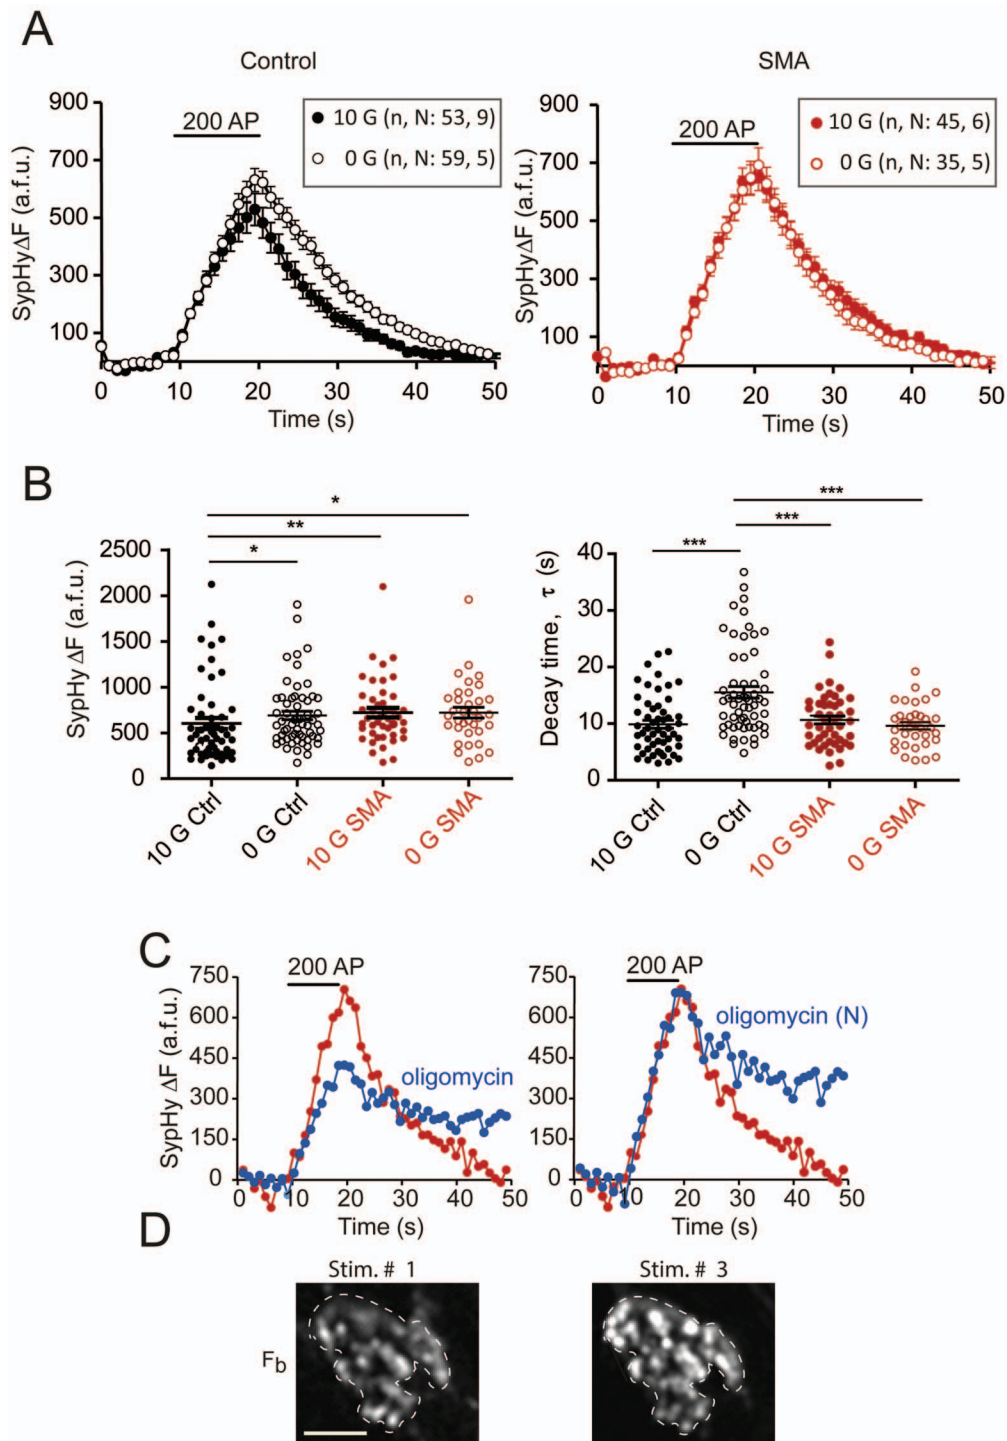 A
Control
SMA
900
700
500
300
100
SypHy ΔF (a.f.u.)
200 AP
10 G (n, N: 53, 9)
0 G (n, N: 59, 5)
0 10 20 30 40 50
Time (s)
900
700
500
300
100
SypHy ΔF (a.f.u.)
200 AP
10 G (n, N: 45, 6)
0 G (n, N: 35, 5)
0 10 20 30 40 50
Time (s)
B
*
**
*
2500
2000
1500
1000
500
0
SypHy ΔF (a.f.u.)
10 G Ctrl
0 G Ctrl
10 G SMA
0 G SMA
***
***
***
40
30
20
10
0
Decay time, τ (s)
10 G Ctrl
0 G Ctrl
10 G SMA
0 G SMA
C
200 AP
750
600
450
300
150
0
SypHy ΔF (a.f.u.)
oligomycin
0 10 20 30 40 50
Time (s)
200 AP
750
600
450
300
150
0
oligomycin (N)
0 10 20 30 40 50
Time (s)
D
Stim. # 1
Stim. # 3
Fb